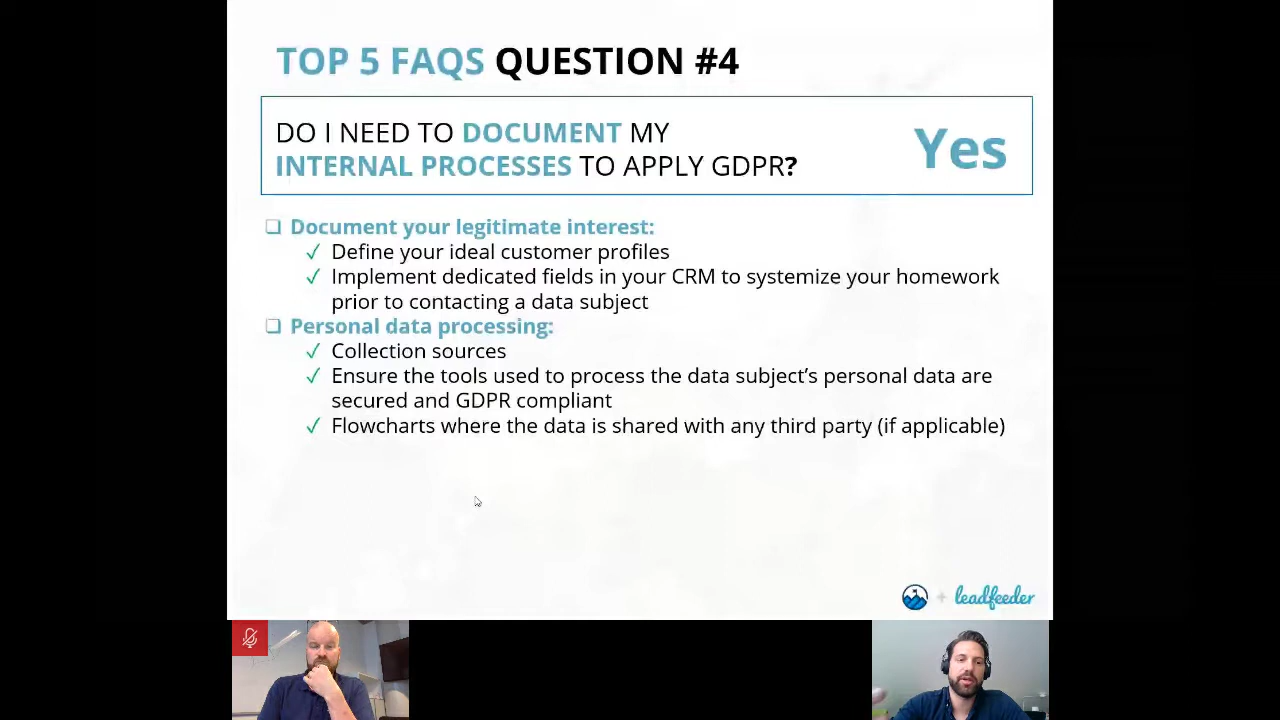 TOP 5 FAQS QUESTION #4
DO I NEED TO DOCUMENT MY
INTERNAL PROCESSES TO APPLY GDPR?
Yes
❑ Document your legitimate interest:
✓ Define your ideal customer profiles
✓ Implement dedicated fields in your CRM to systemize your homework
prior to contacting a data subject
❑ Personal data processing:
✓ Collection sources
✓ Ensure the tools used to process the data subject’s personal data are
secured and GDPR compliant
✓ Flowcharts where the data is shared with any third party (if applicable)
+ leadfeeder